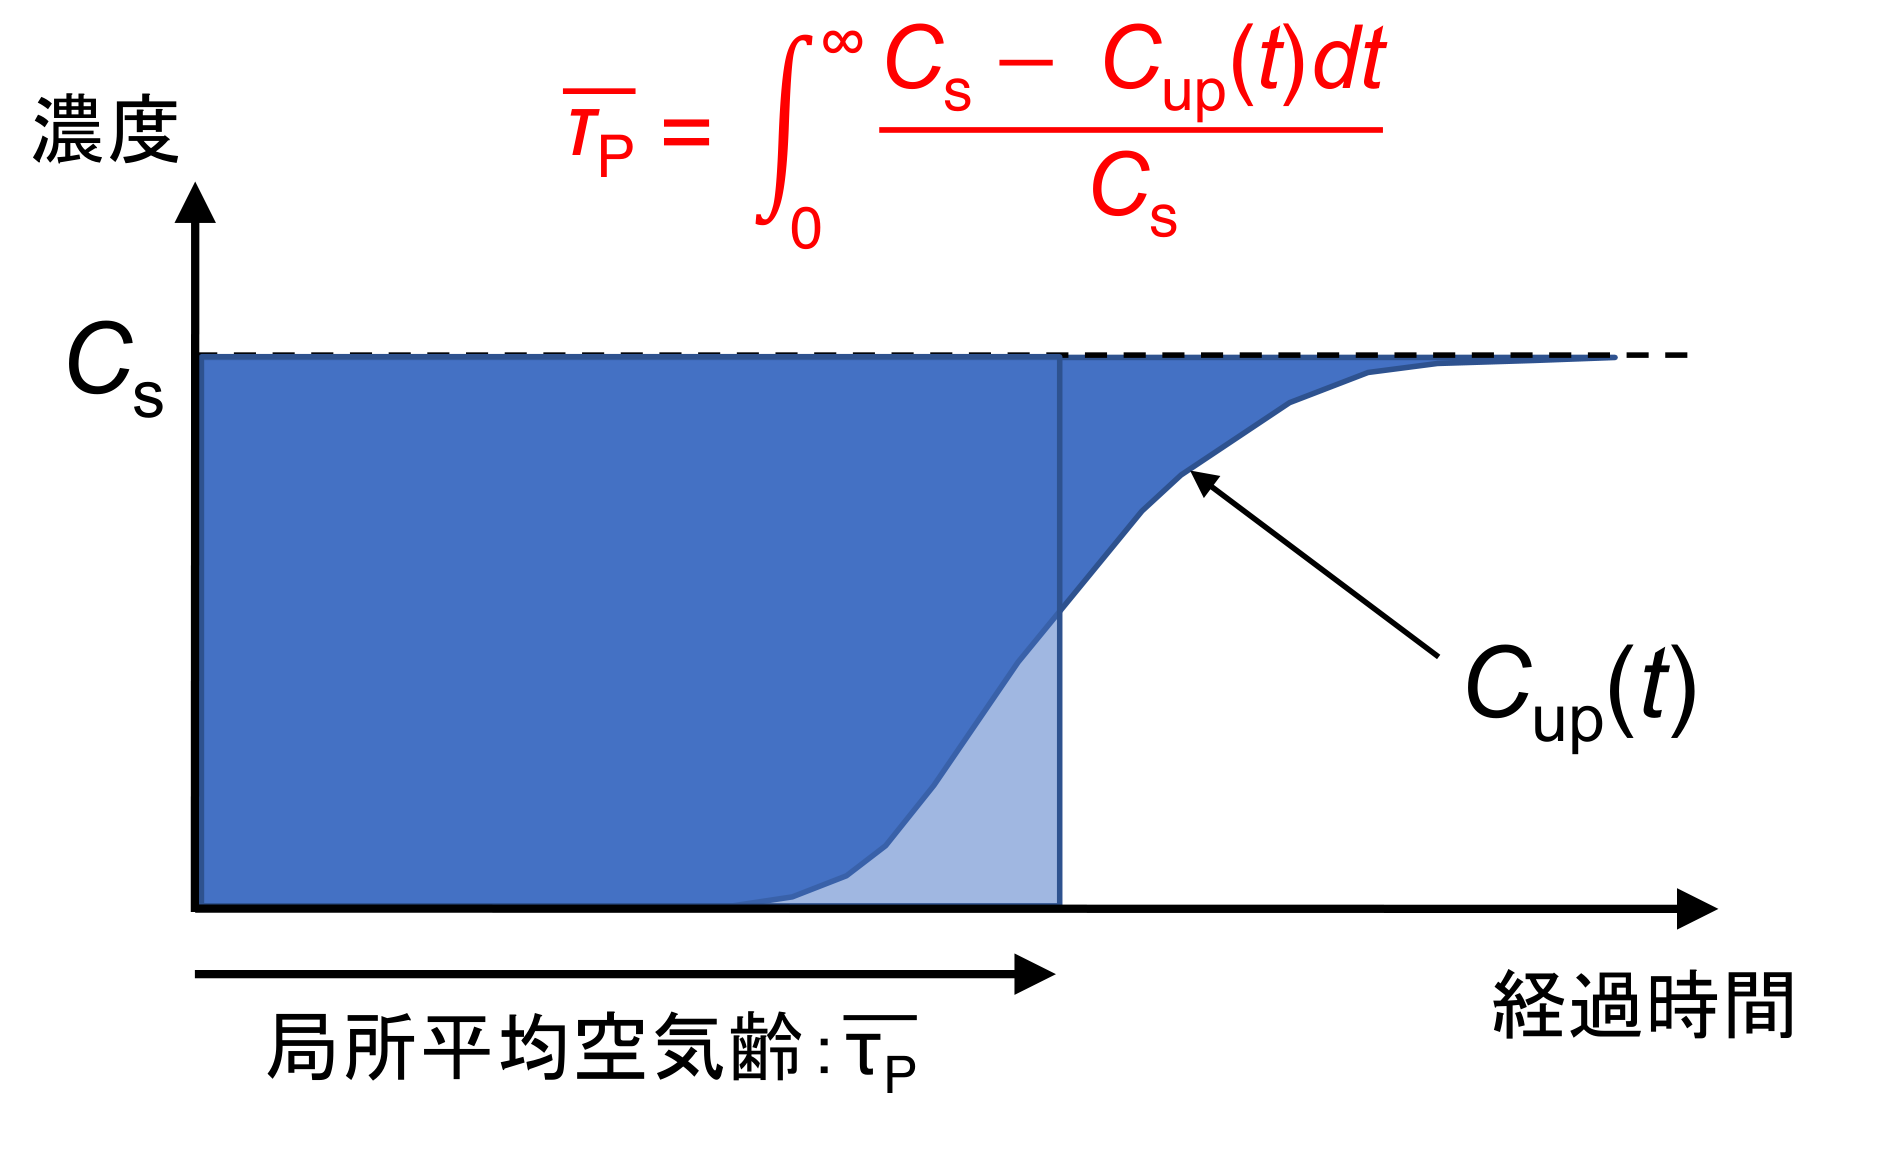 τ̅P = ∫0∞ Cs − Cup(t)dt / Cs
濃度
Cs
Cup(t)
経過時間
局所平均空気齢:τ̅P